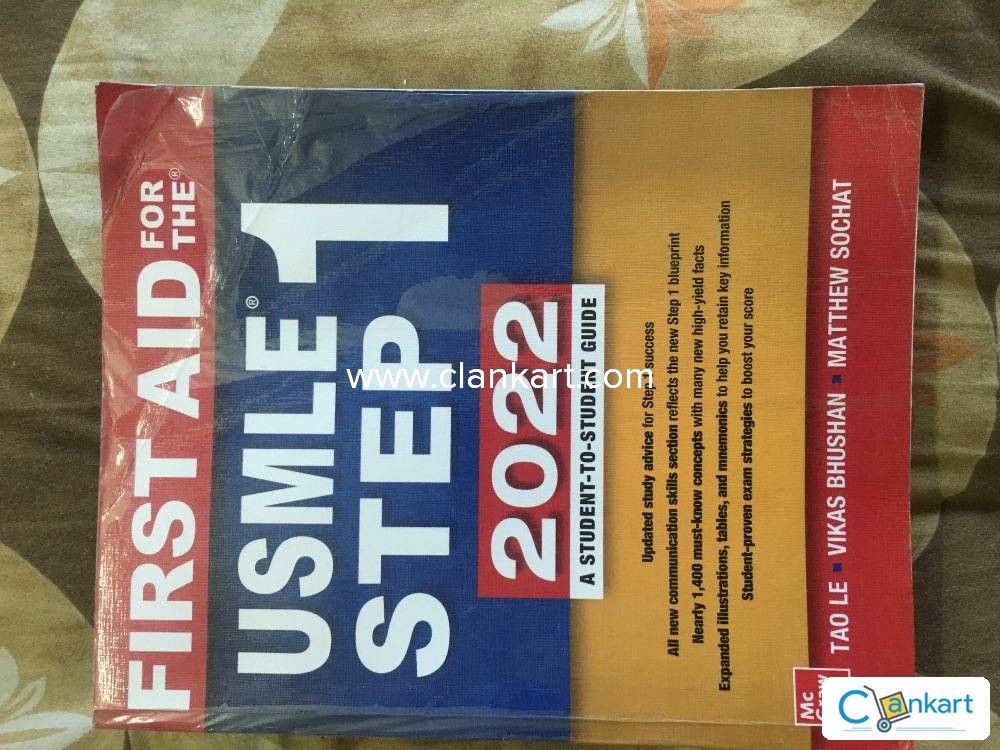 FIRST AID FOR THE®
USMLE® 1
STEP
2022
A STUDENT-TO-STUDENT GUIDE
Updated study advice for Step success
All new communication skills section reflects the new Step 1 blueprint
Nearly 1,400 must-know concepts with many new high-yield facts
Expanded illustrations, tables, and mnemonics to help you retain key information
Student-proven exam strategies to boost your score
Mc
Graw
TAO LE ▪ VIKAS BHUSHAN ▪ MATTHEW SOCHAT
www.clankart.com
Clankart